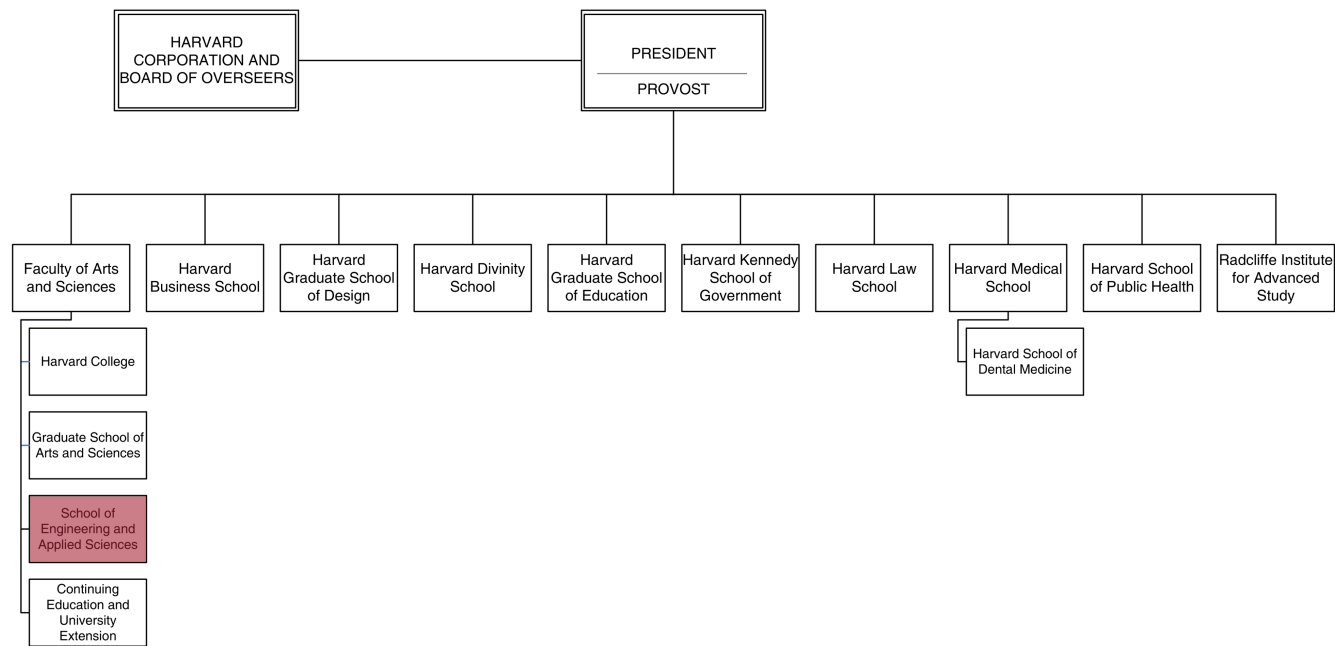 HARVARD
CORPORATION AND
BOARD OF OVERSEERS
PRESIDENT
PROVOST
Faculty of Arts
and Sciences
Harvard
Business School
Harvard
Graduate School
of Design
Harvard Divinity
School
Harvard
Graduate School
of Education
Harvard Kennedy
School of
Government
Harvard Law
School
Harvard Medical
School
Harvard School
of Public Health
Radcliffe Institute
for Advanced
Study
Harvard College
Graduate School of
Arts and Sciences
School of
Engineering and
Applied Sciences
Continuing
Education and
University
Extension
Harvard School of
Dental Medicine